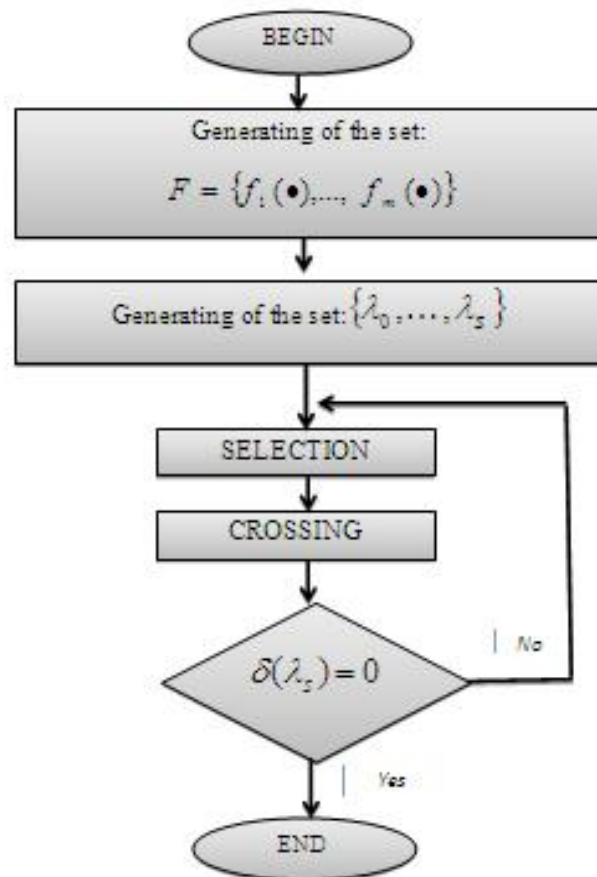 BEGIN
Generating of the set:
F = {f₁(•),..., fₘ(•)}
Generating of the set: {λ₀,...,λₛ}
SELECTION
CROSSING
δ(λₛ) = 0
No
Yes
END